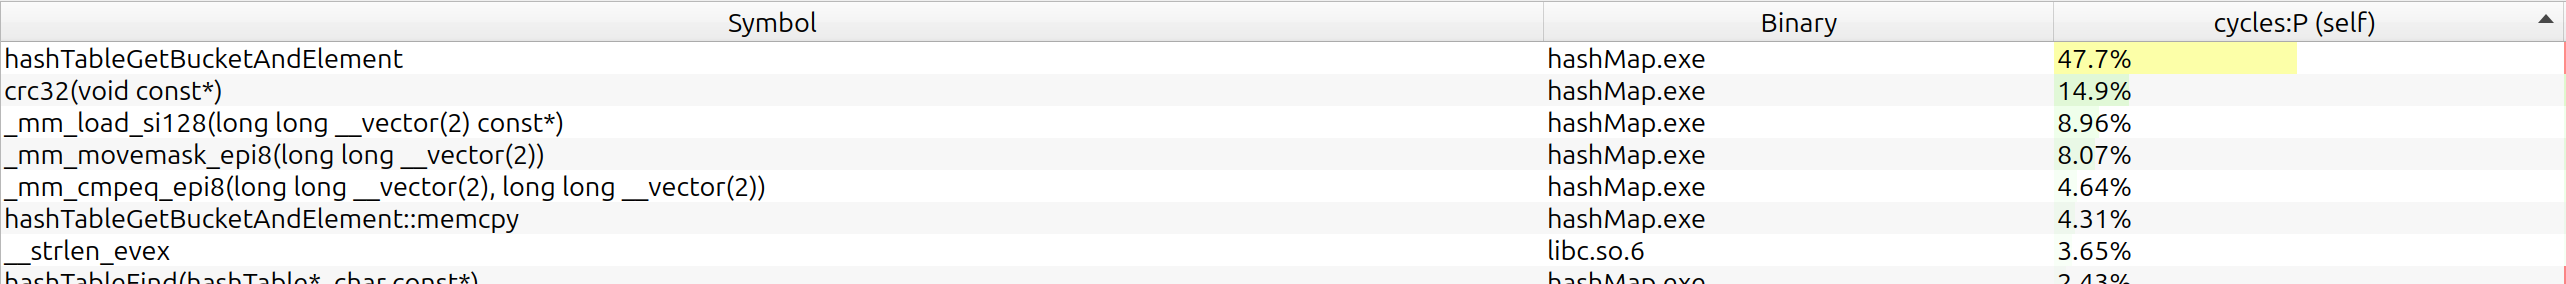 Symbol Binary cycles:P (self)
hashTableGetBucketAndElement hashMap.exe 47.7%
crc32(void const*) hashMap.exe 14.9%
_mm_load_si128(long long __vector(2) const*) hashMap.exe 8.96%
_mm_movemask_epi8(long long __vector(2)) hashMap.exe 8.07%
_mm_cmpeq_epi8(long long __vector(2), long long __vector(2)) hashMap.exe 4.64%
hashTableGetBucketAndElement::memcpy hashMap.exe 4.31%
__strlen_evex libc.so.6 3.65%
hashTableFind(hashTable*, char const*) hashMap.exe 2.43%